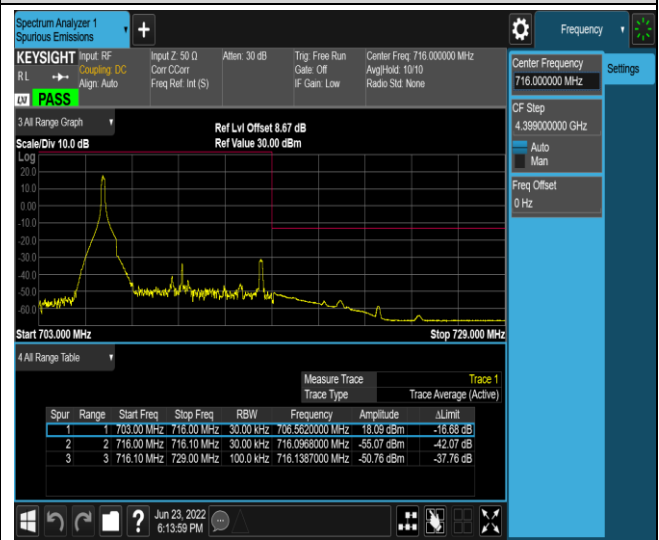 Spectrum Analyzer 1
Spurious Emissions
+
Frequency
KEYSIGHT Input: RF Input Z: 50 Ω Atten: 30 dB Trig: Free Run Center Freq: 716.000000 MHz
Coupling: DC Corr CCorr Gate: Off Avg|Hold: 10/10
RL Align: Auto Freq Ref: Int (S) IF Gain: Low Radio Std: None
LXI PASS
Center Frequency
716.000000 MHz
Settings
CF Step
4.399000000 GHz
Auto
Man
Freq Offset
0 Hz
3 All Range Graph
Ref Lvl Offset 8.67 dB
Scale/Div 10.0 dB Ref Value 30.00 dBm
Log
20.0
10.0
0.00
-10.0
-20.0
-30.0
-40.0
-50.0
-60.0
Start 703.000 MHz Stop 729.000 MHz
4 All Range Table
Measure Trace Trace 1
Trace Type Trace Average (Active)
Spur Range Start Freq Stop Freq RBW Frequency Amplitude ΔLimit
1 1 703.00 MHz 716.00 MHz 30.00 kHz 706.5620000 MHz 18.09 dBm -16.68 dB
2 2 716.00 MHz 716.10 MHz 30.00 kHz 716.0968000 MHz -55.07 dBm -42.07 dB
3 3 716.10 MHz 729.00 MHz 100.0 kHz 716.1387000 MHz -50.76 dBm -37.76 dB
? Jun 23, 2022
6:13:59 PM